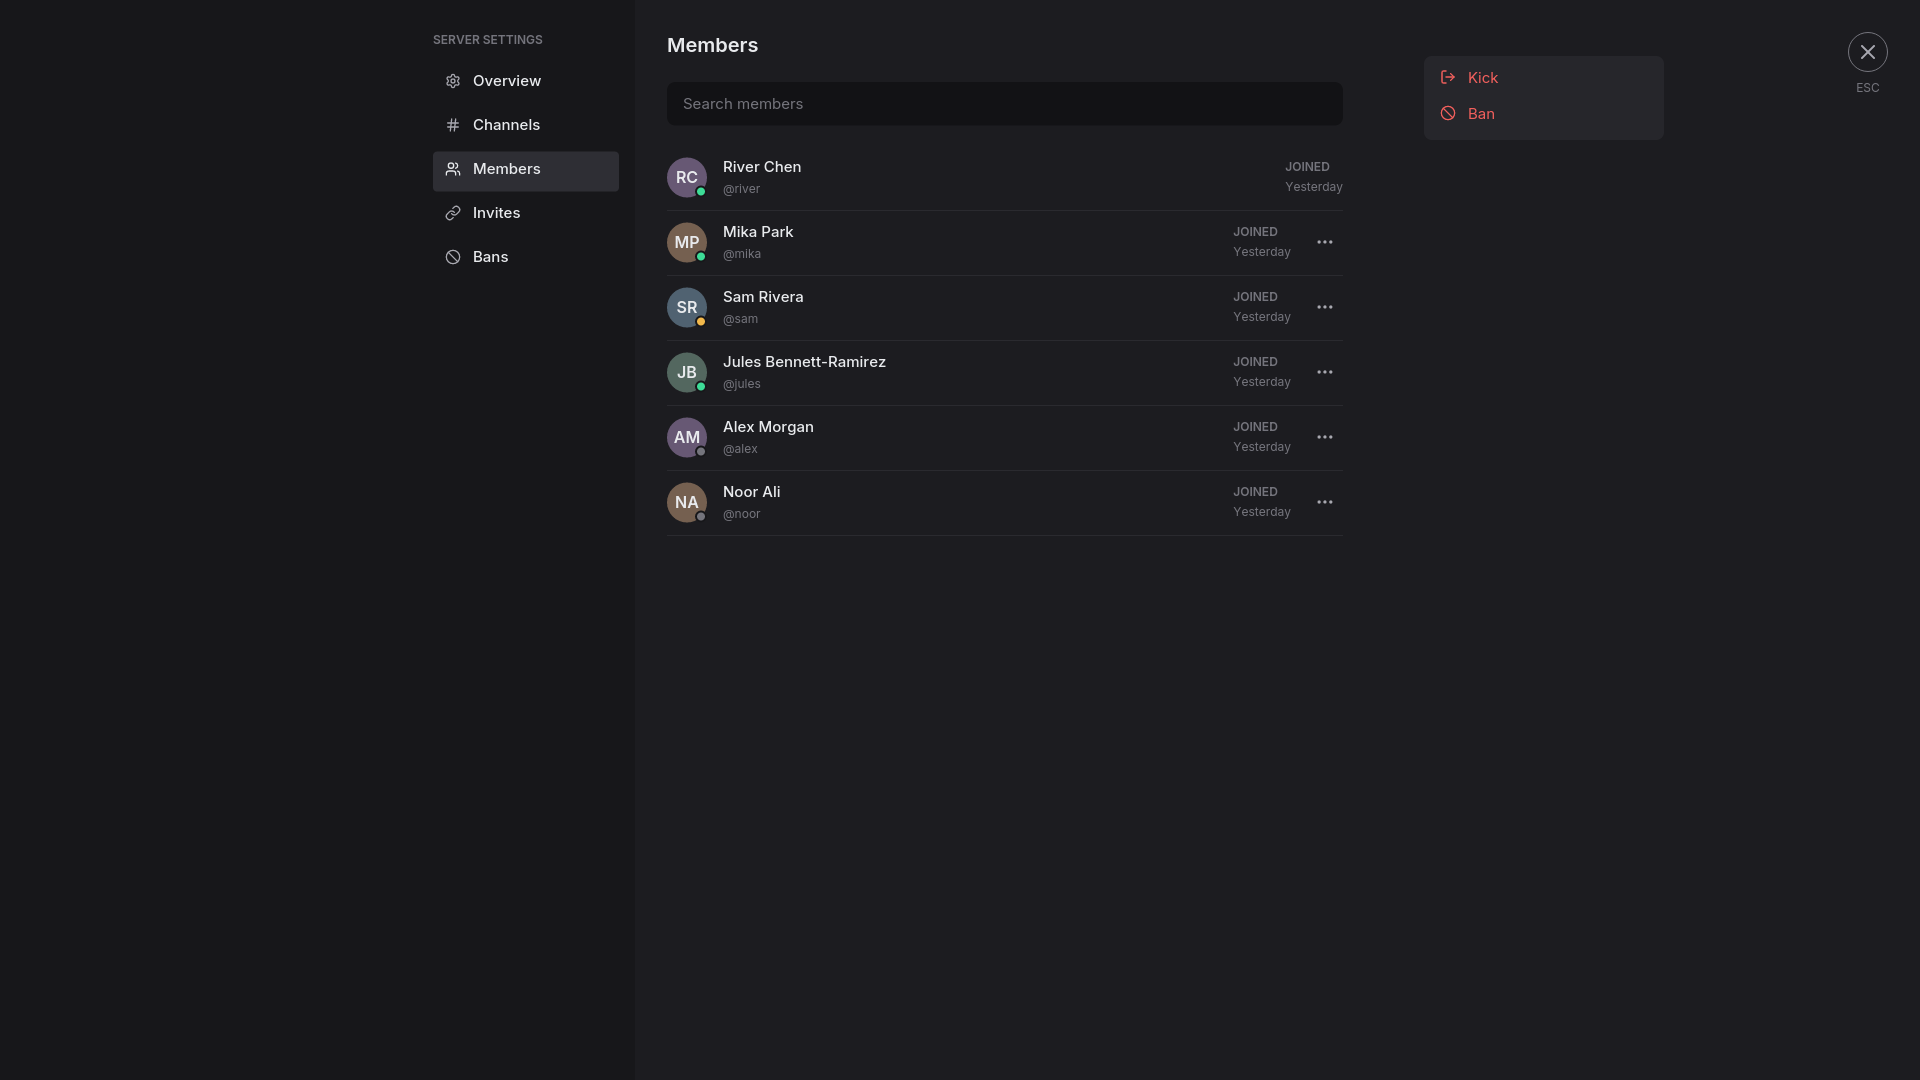 SERVER SETTINGS
Overview
Channels
Members
Invites
Bans
Members
Search members
RC
River Chen
@river
JOINED
Yesterday
MP
Mika Park
@mika
JOINED
Yesterday
SR
Sam Rivera
@sam
JOINED
Yesterday
JB
Jules Bennett-Ramirez
@jules
JOINED
Yesterday
AM
Alex Morgan
@alex
JOINED
Yesterday
NA
Noor Ali
@noor
JOINED
Yesterday
Kick
Ban
ESC